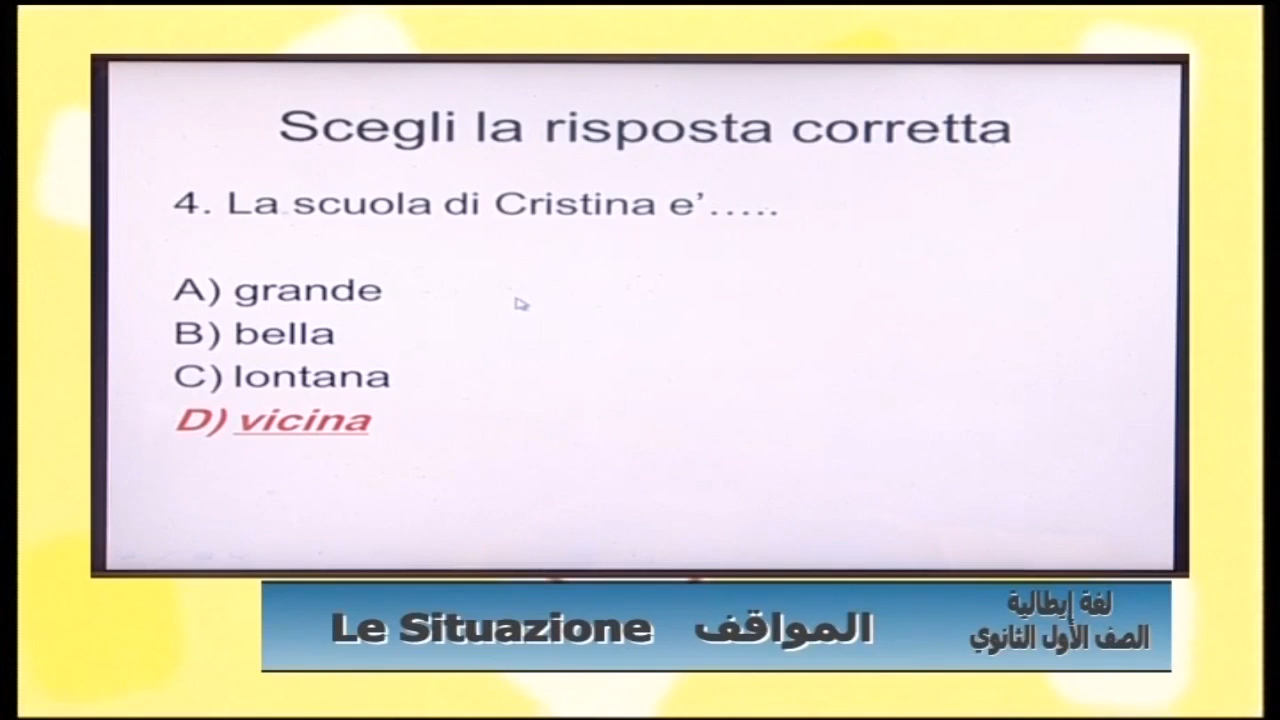 Scegli la risposta corretta
4. La scuola di Cristina e’…..
A) grande
B) bella
C) lontana
D) vicina
Le Situazione المواقف
لغة إيطالية
الصف الأول الثانوي